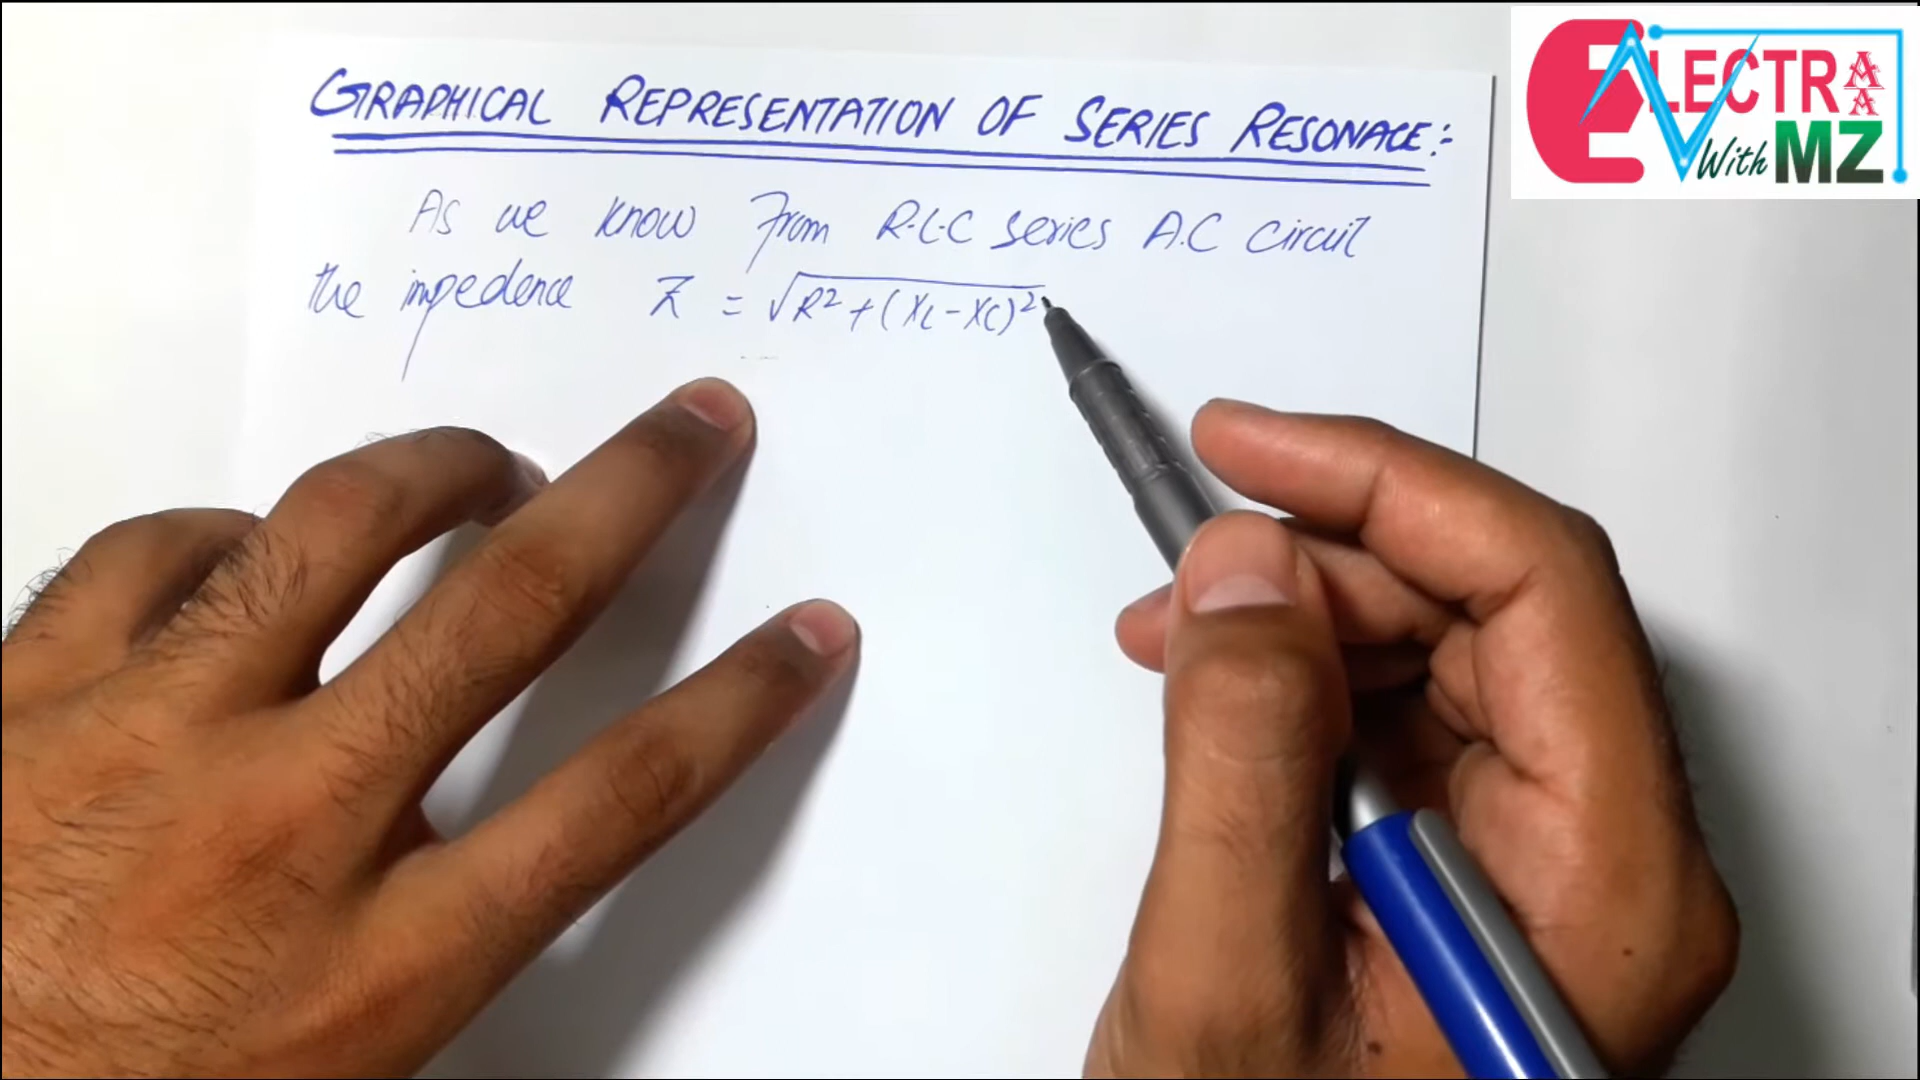 GRAPHICAL REPRESENTATION OF SERIES RESONACE:-
As we know From R-L-C series A.C circuit
the impedence Z = √R² + (XL - XC)²
ELECTRAAA
With MZ